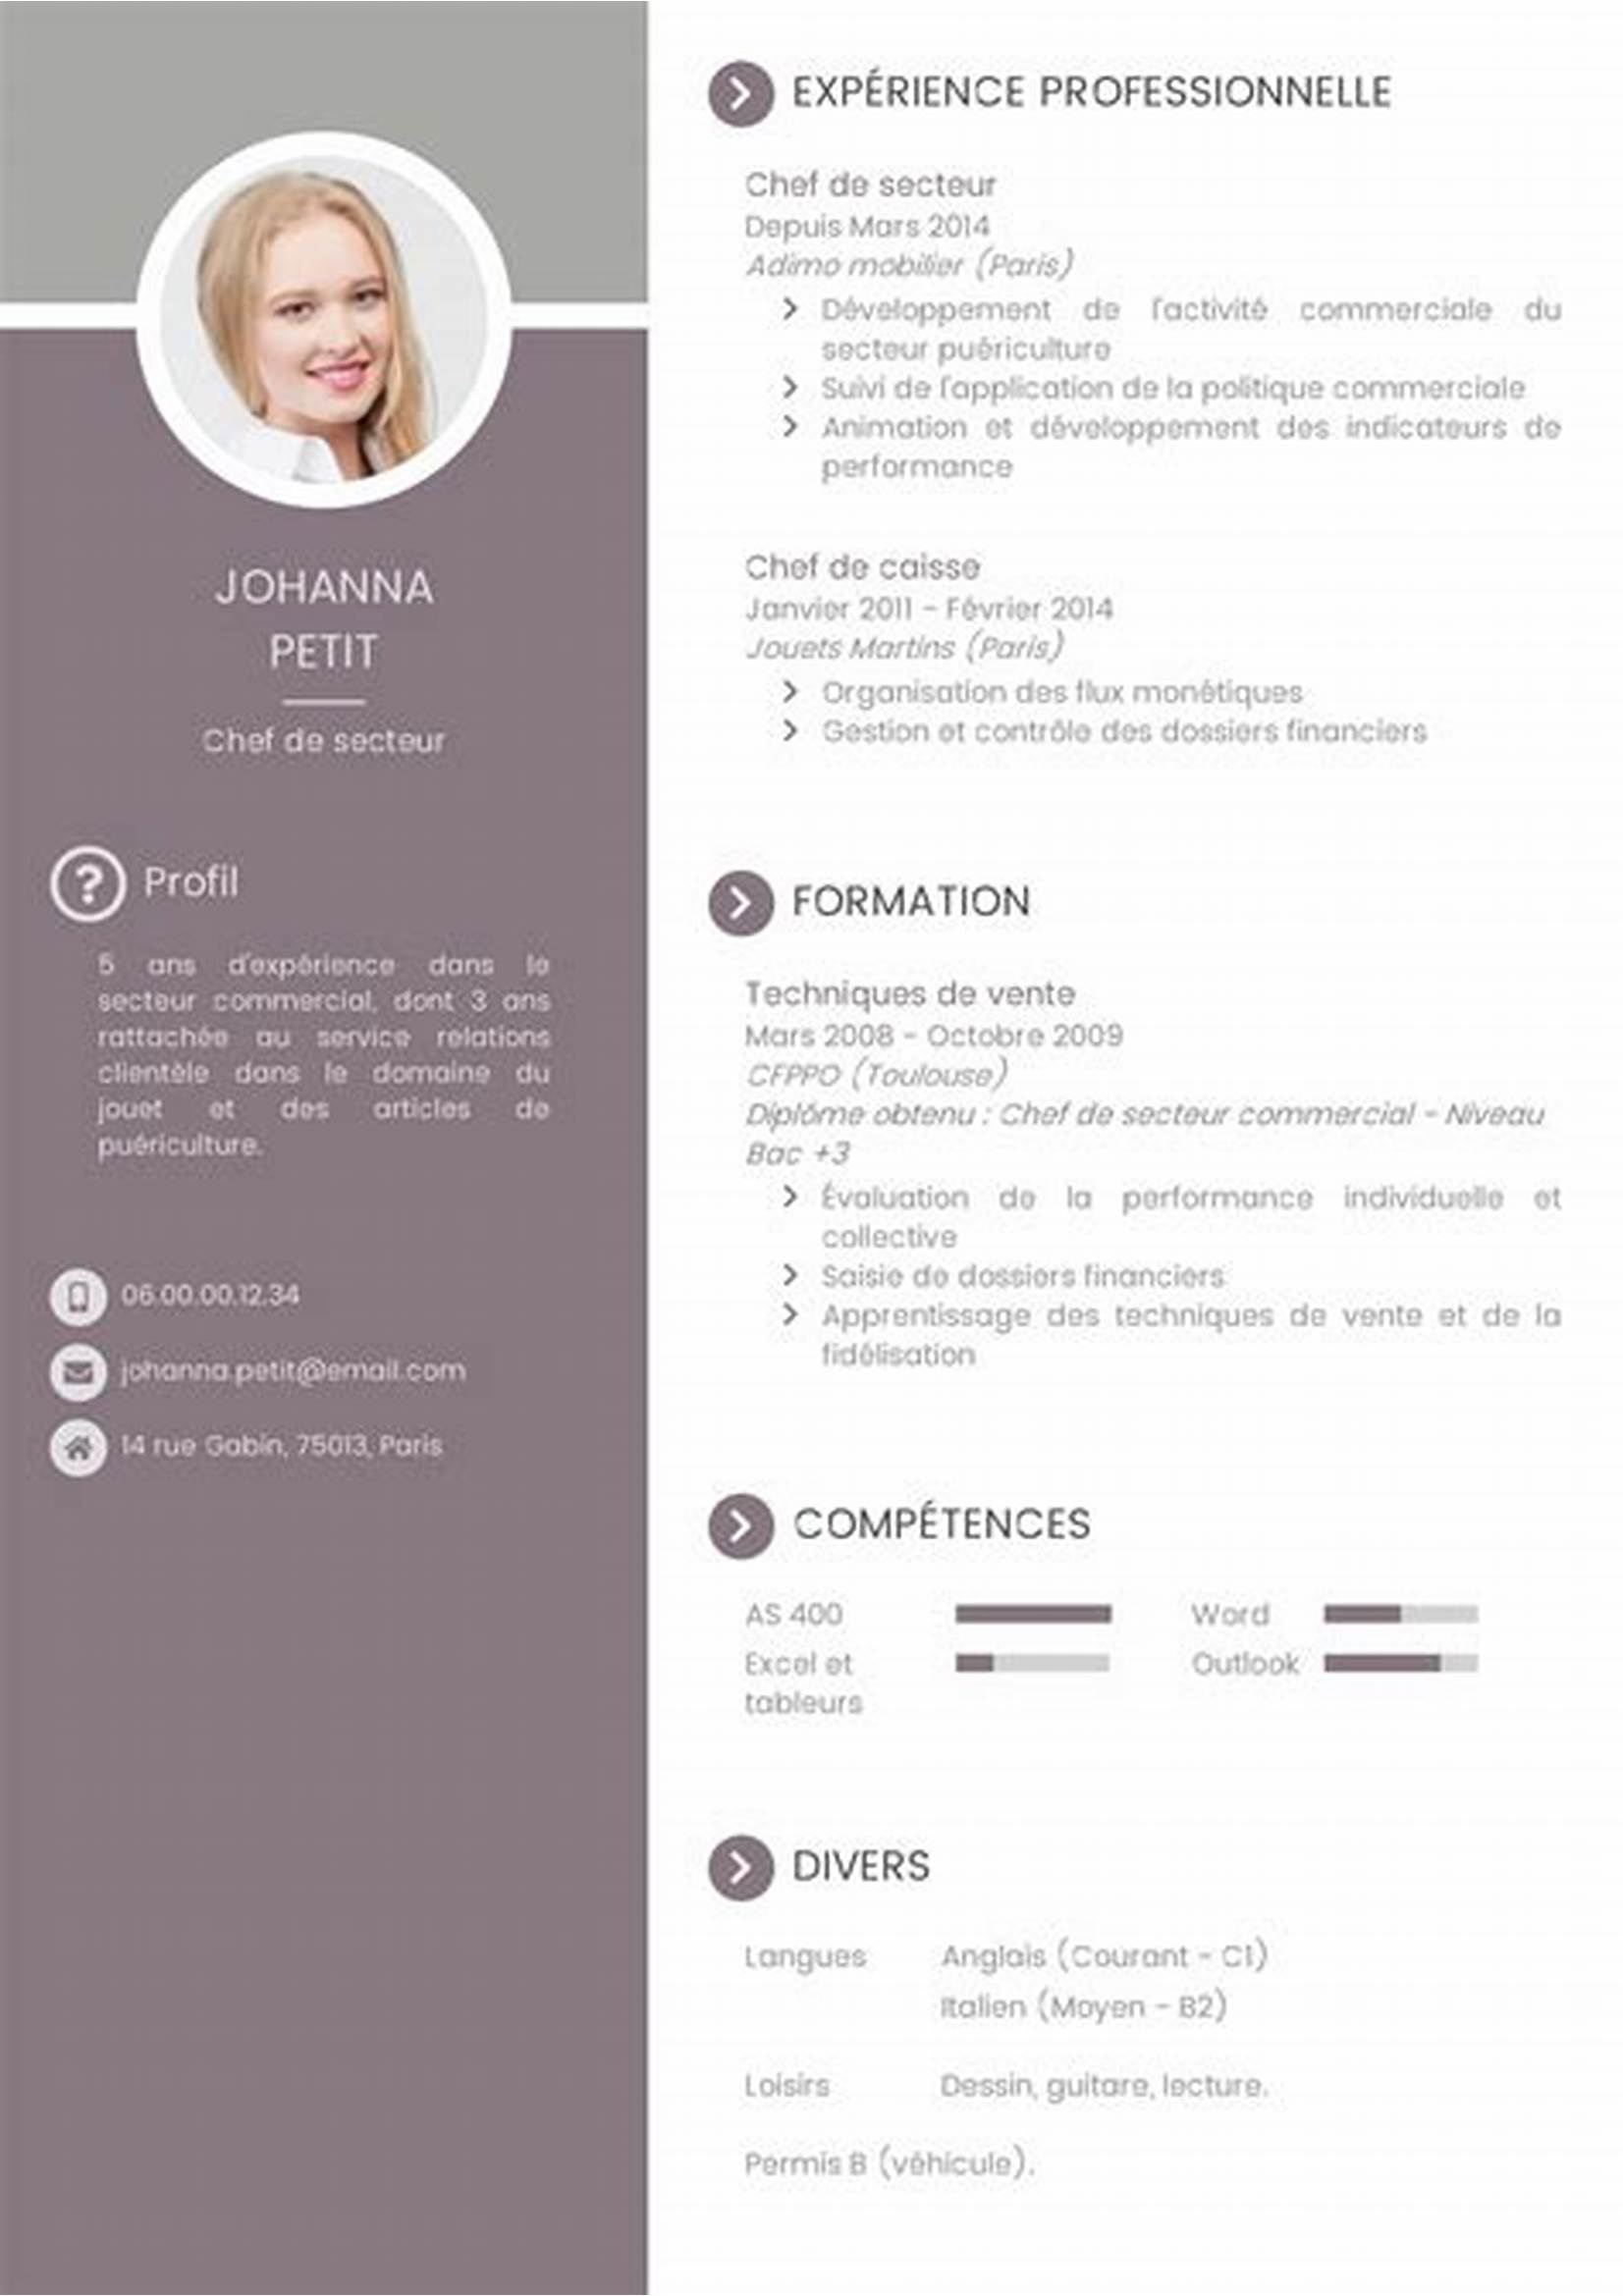 JOHANNA
PETIT
Chef de secteur
Profil
5 ans d'expérience dans le
secteur commercial, dont 3 ans
rattachée au service relations
clientèle dans le domaine du
jouet et des articles de
puériculture.
06.00.00.12.34
johanna.petit@email.com
14 rue Gabin, 75013, Paris
EXPÉRIENCE PROFESSIONNELLE
Chef de secteur
Depuis Mars 2014
Adimo mobilier (Paris)
Développement de l'activité commerciale du
secteur puériculture
Suivi de l'application de la politique commerciale
Animation et développement des indicateurs de
performance
Chef de caisse
Janvier 2011 - Février 2014
Jouets Martins (Paris)
Organisation des flux monétiques
Gestion et contrôle des dossiers financiers
FORMATION
Techniques de vente
Mars 2008 - Octobre 2009
CFPPO (Toulouse)
Diplôme obtenu : Chef de secteur commercial - Niveau
Bac +3
Évaluation de la performance individuelle et
collective
Saisie de dossiers financiers
Apprentissage des techniques de vente et de la
fidélisation
COMPÉTENCES
AS 400 Word
Excel et Outlook
tableurs
DIVERS
Langues Anglais (Courant - C1)
Italien (Moyen - B2)
Loisirs Dessin, guitare, lecture.
Permis B (véhicule).